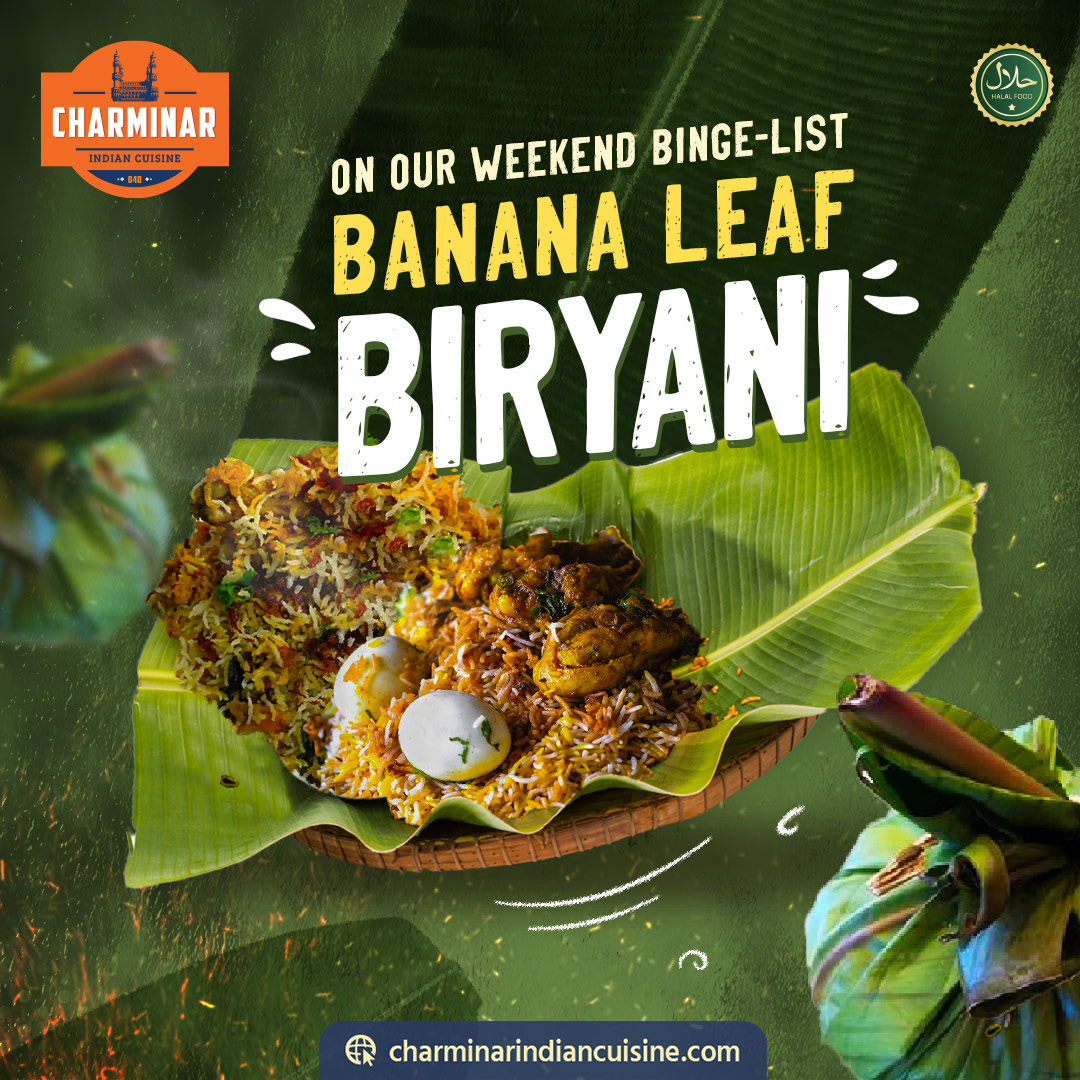 CHARMINAR
INDIAN CUISINE
040
حلال
HALAL FOOD
ON OUR WEEKEND BINGE-LIST
BANANA LEAF
BIRYANI
charminarindiancuisine.com